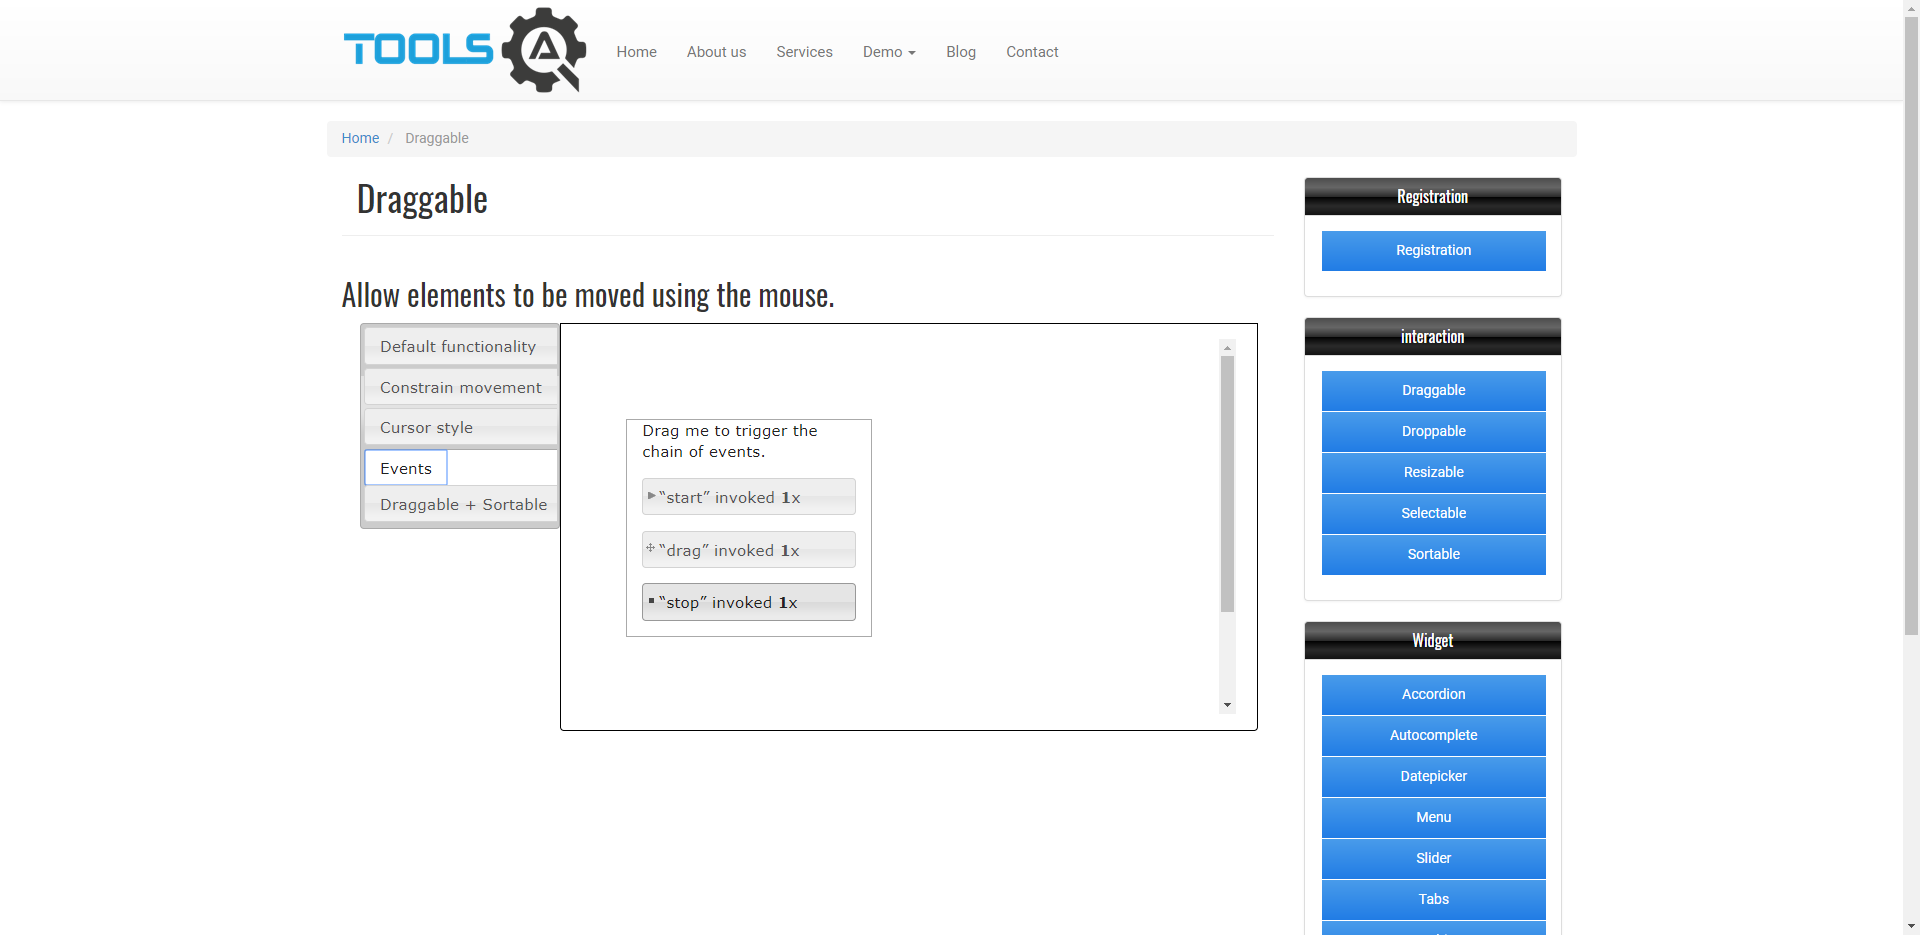 TOOLS QA
Home
About us
Services
Demo
Blog
Contact
Home / Draggable
Draggable
Allow elements to be moved using the mouse.
Default functionality
Constrain movement
Cursor style
Events
Draggable + Sortable
Drag me to trigger the
chain of events.
“start” invoked 1x
“drag” invoked 1x
“stop” invoked 1x
Registration
Registration
interaction
Draggable
Droppable
Resizable
Selectable
Sortable
Widget
Accordion
Autocomplete
Datepicker
Menu
Slider
Tabs